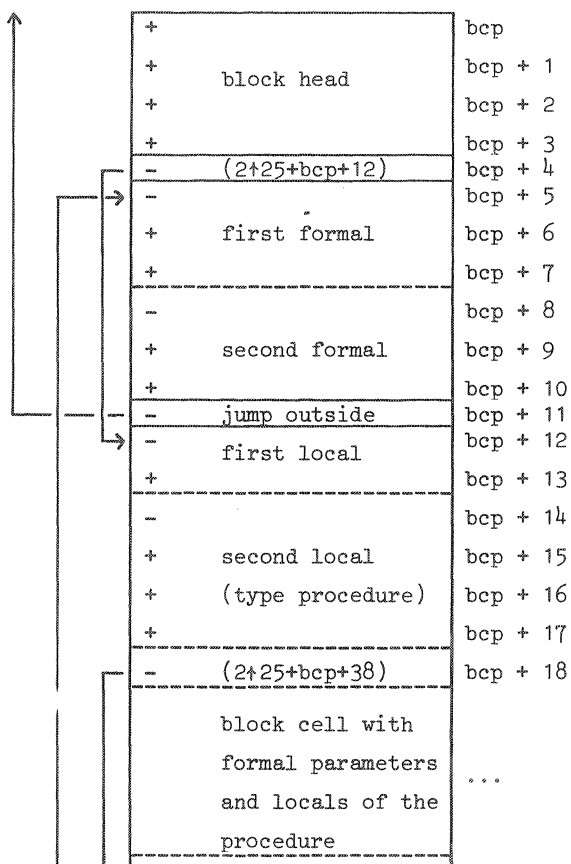 + bcp
+ bcp + 1
block head
+ bcp + 2
+ bcp + 3
- (2↑25+bcp+12) bcp + 4
- bcp + 5
+ first formal bcp + 6
+ bcp + 7
- bcp + 8
+ second formal bcp + 9
+ bcp + 10
- jump outside bcp + 11
- bcp + 12
first local
+ bcp + 13
- bcp + 14
+ second local bcp + 15
+ (type procedure) bcp + 16
+ bcp + 17
- (2↑25+bcp+38) bcp + 18
block cell with
formal parameters
...
and locals of the
procedure